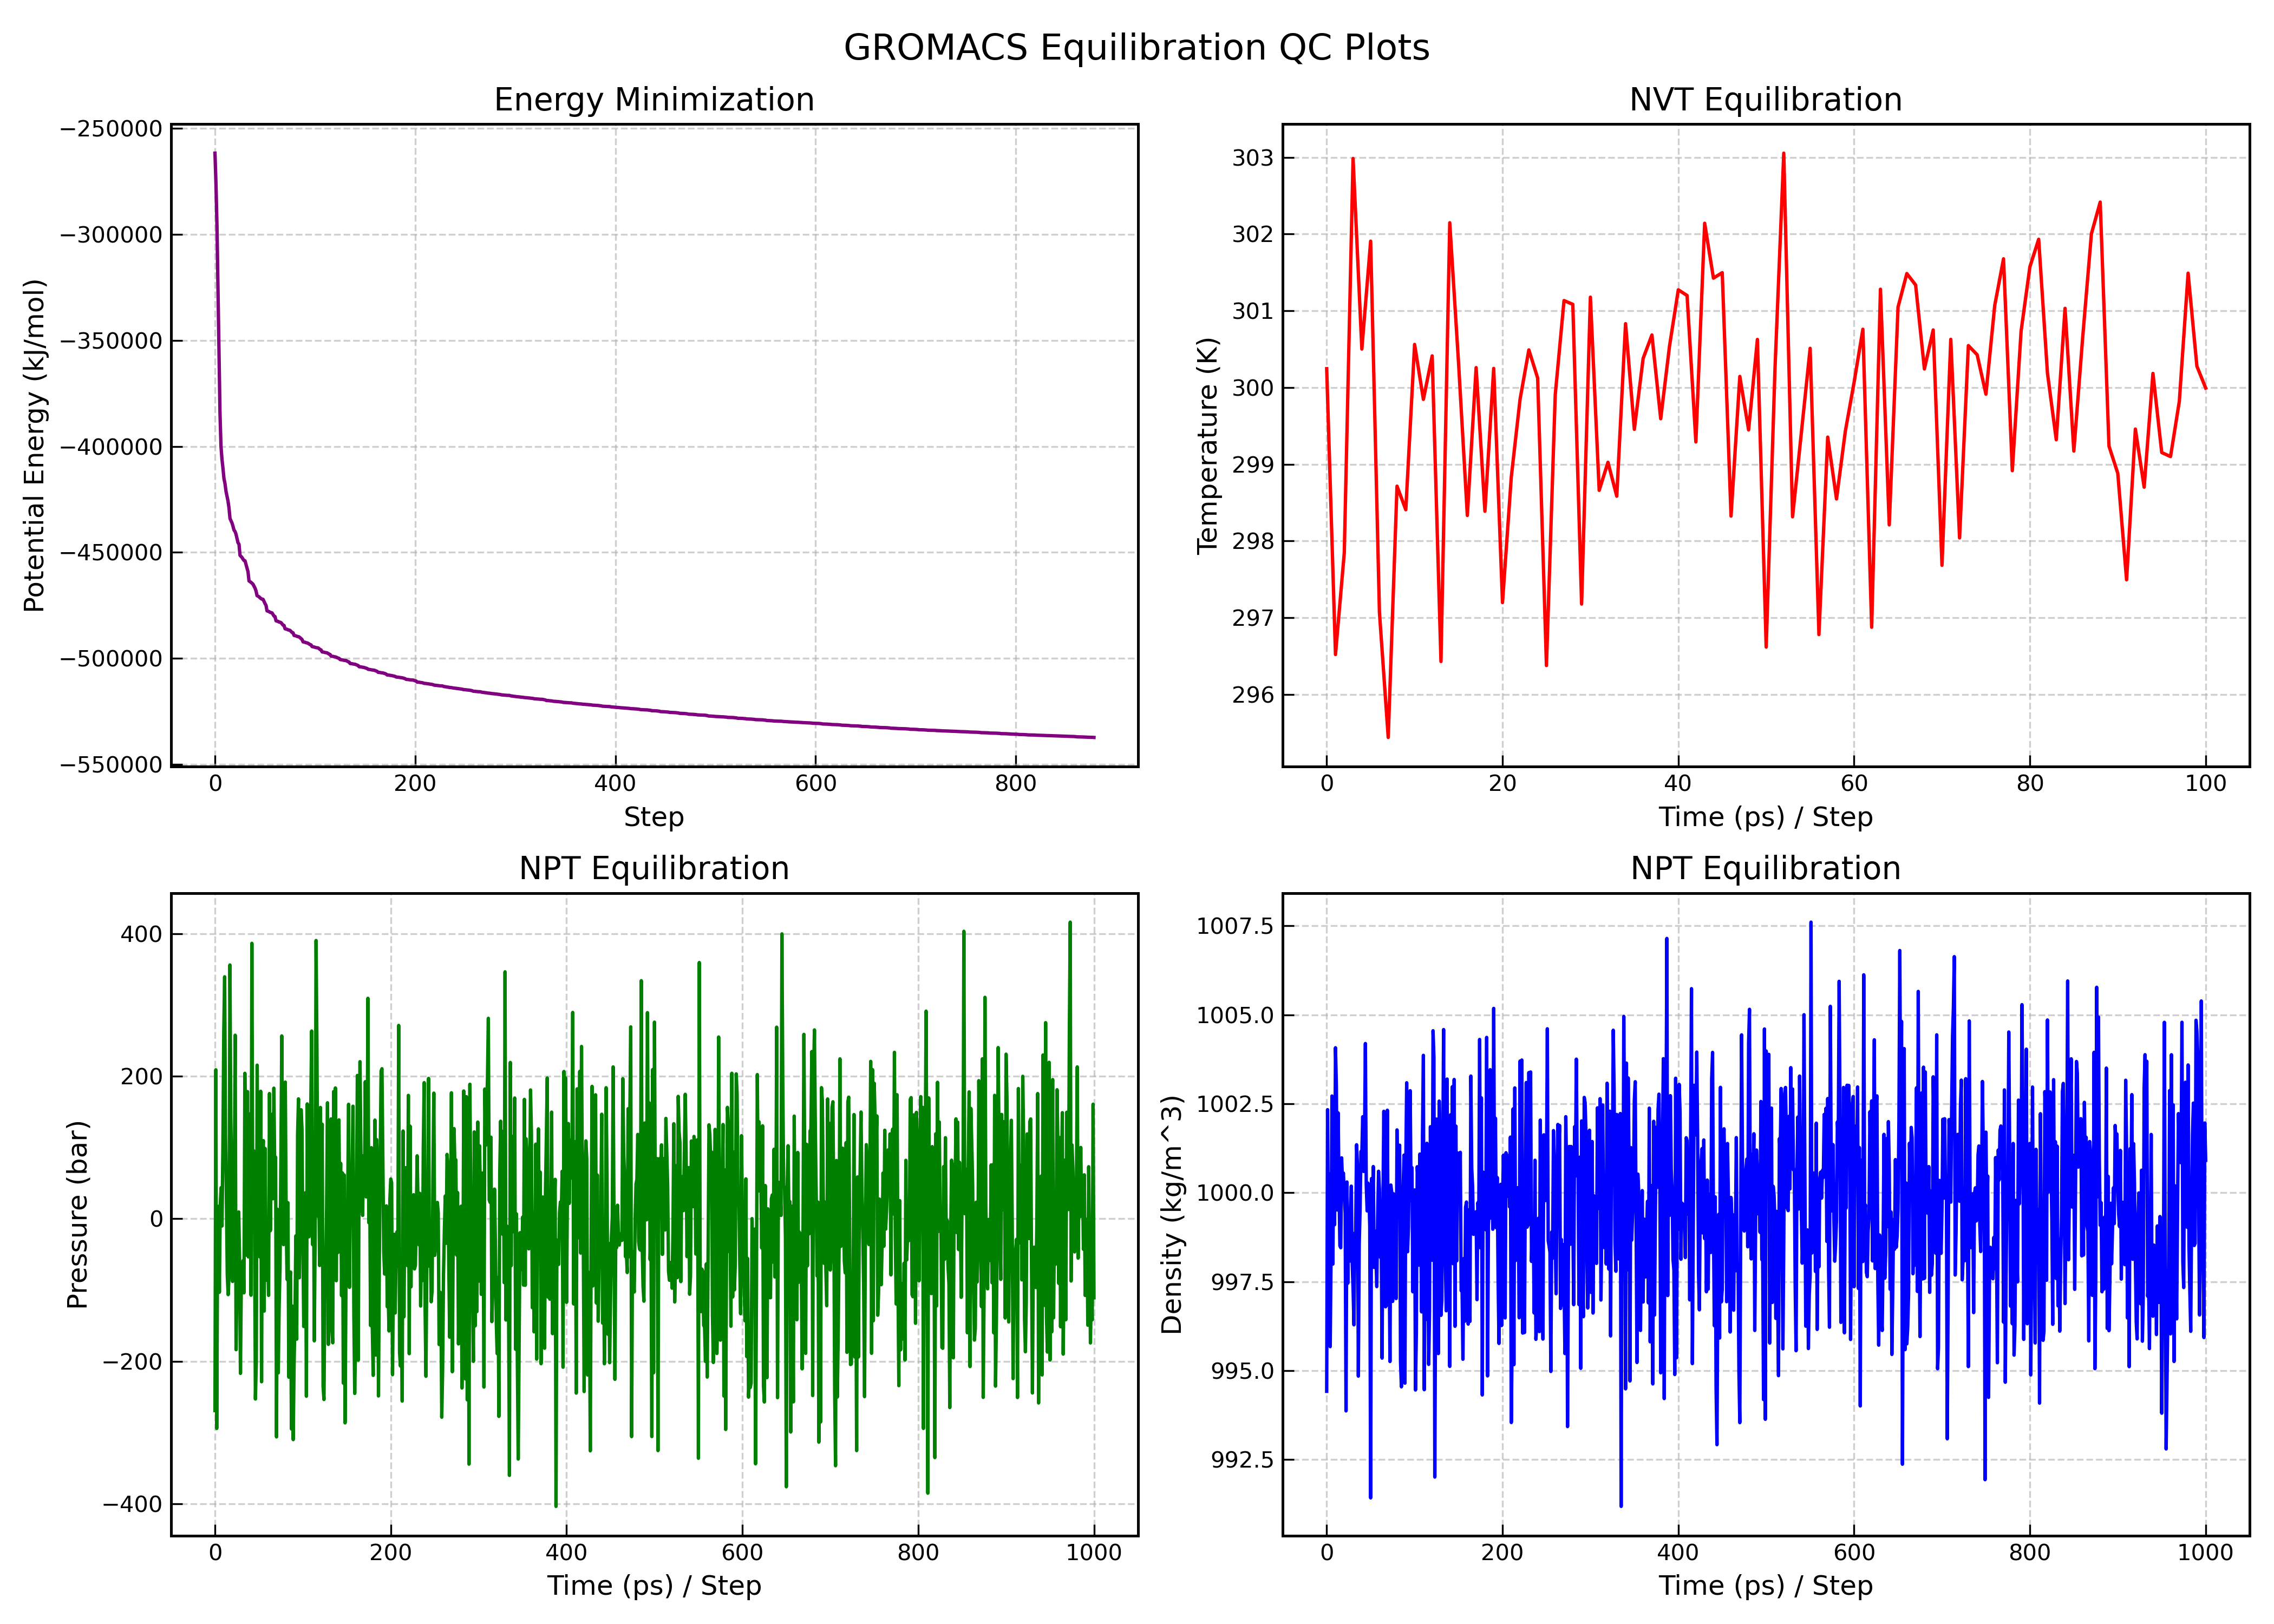 GROMACS Equilibration QC Plots
Energy Minimization
Potential Energy (kJ/mol)
−250000
−300000
−350000
−400000
−450000
−500000
−550000
0 200 400 600 800
Step
NVT Equilibration
Temperature (K)
303
302
301
300
299
298
297
296
0 20 40 60 80 100
Time (ps) / Step
NPT Equilibration
Pressure (bar)
400
200
0
−200
−400
0 200 400 600 800 1000
Time (ps) / Step
NPT Equilibration
Density (kg/m^3)
1007.5
1005.0
1002.5
1000.0
997.5
995.0
992.5
0 200 400 600 800 1000
Time (ps) / Step